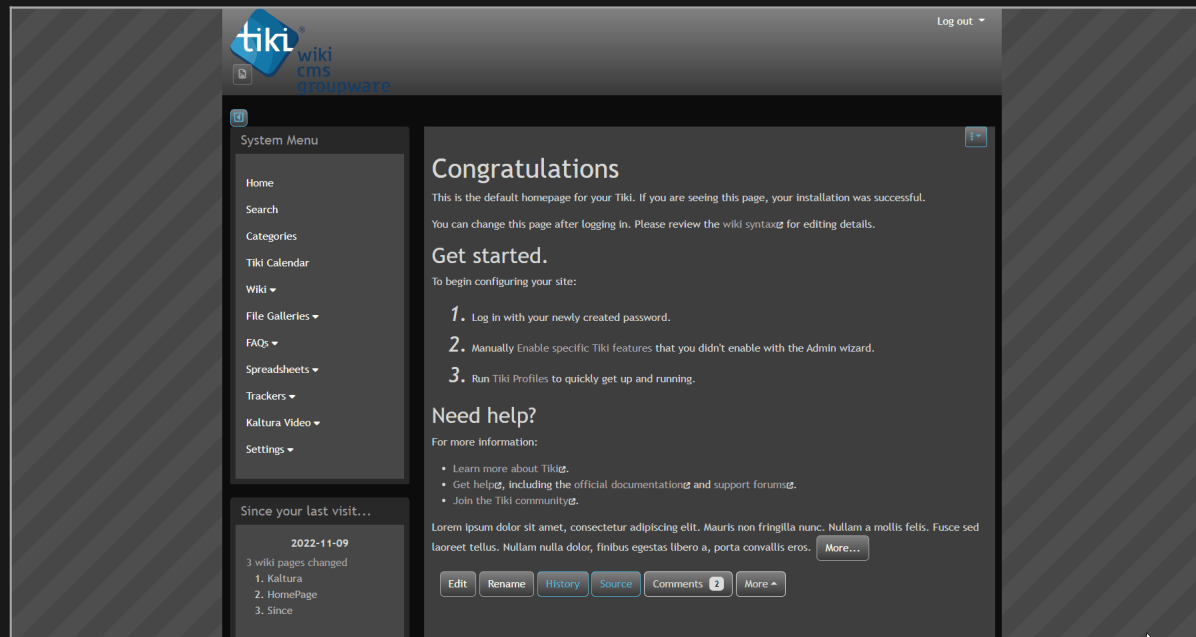 Log out
tiki®
wiki
cms
groupware
System Menu
Home
Search
Categories
Tiki Calendar
Wiki
File Galleries
FAQs
Spreadsheets
Trackers
Kaltura Video
Settings
Since your last visit...
2022-11-09
3 wiki pages changed
1. Kaltura
2. HomePage
3. Since
Congratulations
This is the default homepage for your Tiki. If you are seeing this page, your installation was successful.
You can change this page after logging in. Please review the wiki syntax for editing details.
Get started.
To begin configuring your site:
1. Log in with your newly created password.
2. Manually Enable specific Tiki features that you didn't enable with the Admin wizard.
3. Run Tiki Profiles to quickly get up and running.
Need help?
For more information:
• Learn more about Tiki.
• Get help, including the official documentation and support forums.
• Join the Tiki community.
Lorem ipsum dolor sit amet, consectetur adipiscing elit. Mauris non fringilla nunc. Nullam a mollis felis. Fusce sed
laoreet tellus. Nullam nulla dolor, finibus egestas libero a, porta convallis eros. More...
Edit Rename History Source Comments 2 More